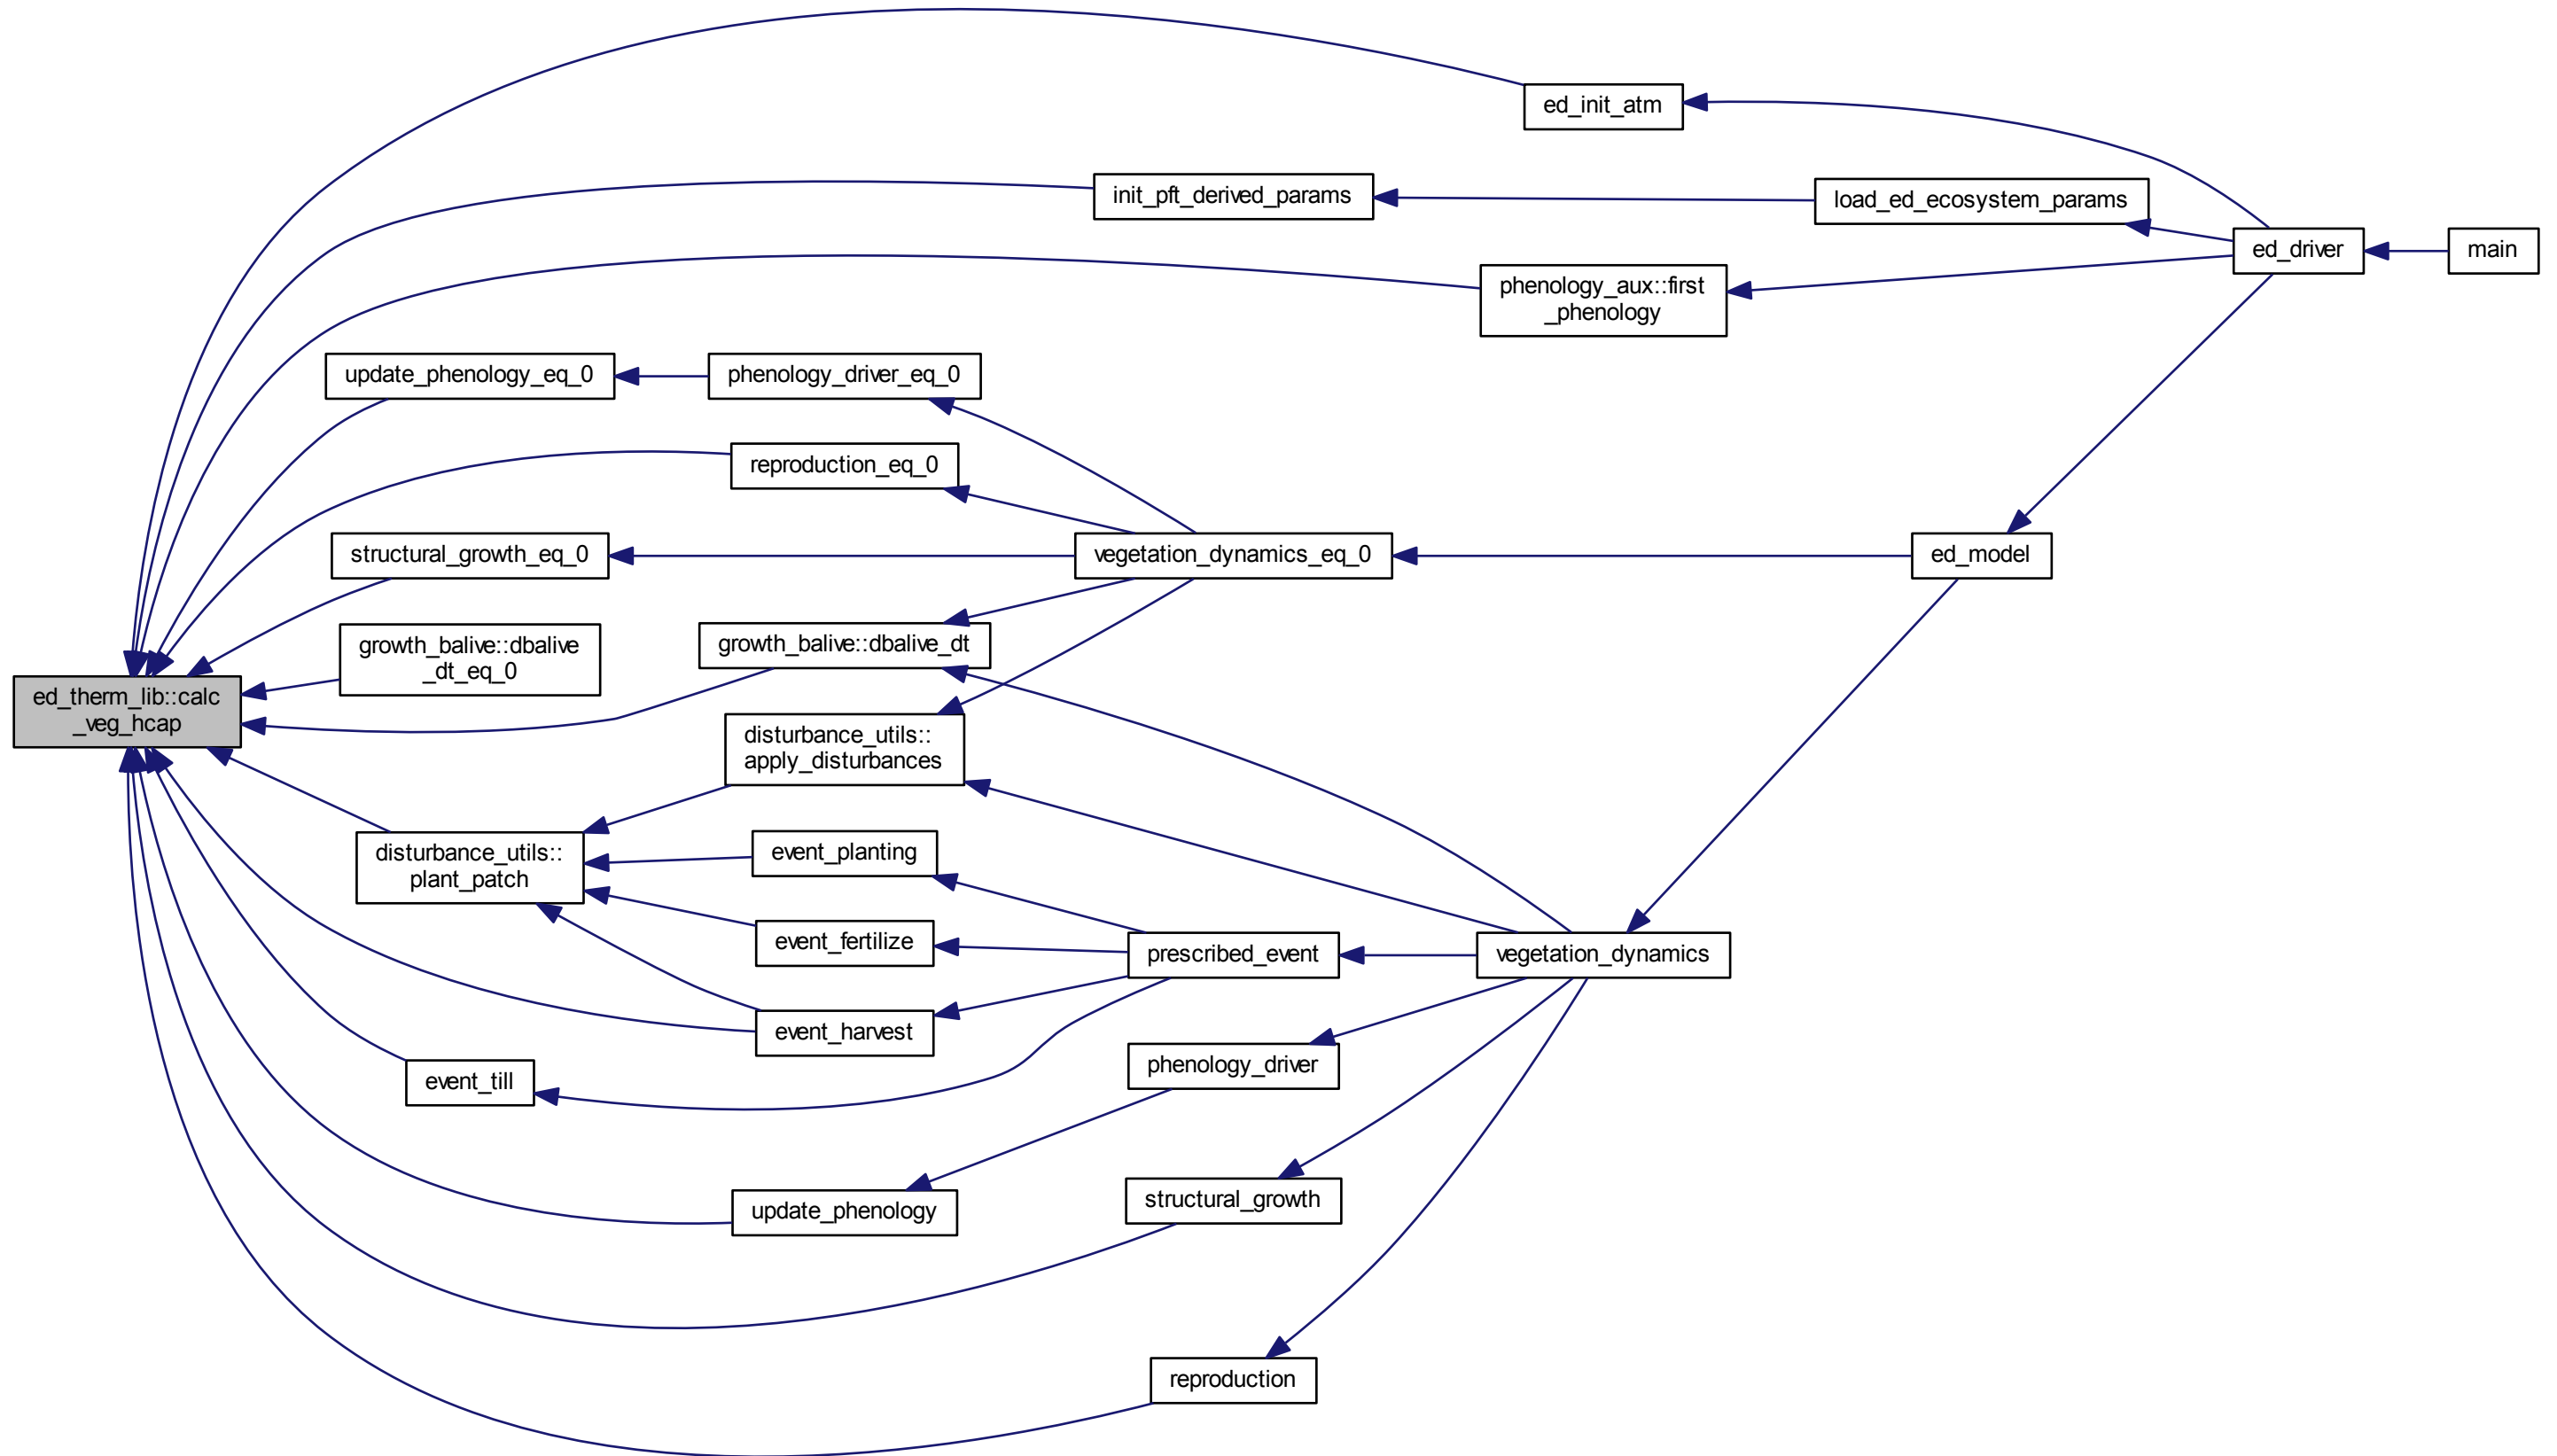 ed_init_atm
init_pft_derived_params
load_ed_ecosystem_params
ed_driver
main
phenology_aux::first
_phenology
update_phenology_eq_0
phenology_driver_eq_0
reproduction_eq_0
structural_growth_eq_0
vegetation_dynamics_eq_0
ed_model
growth_balive::dbalive
_dt_eq_0
growth_balive::dbalive_dt
ed_therm_lib::calc
_veg_hcap
disturbance_utils::
apply_disturbances
disturbance_utils::
plant_patch
event_planting
event_fertilize
prescribed_event
vegetation_dynamics
event_harvest
event_till
phenology_driver
update_phenology
structural_growth
reproduction